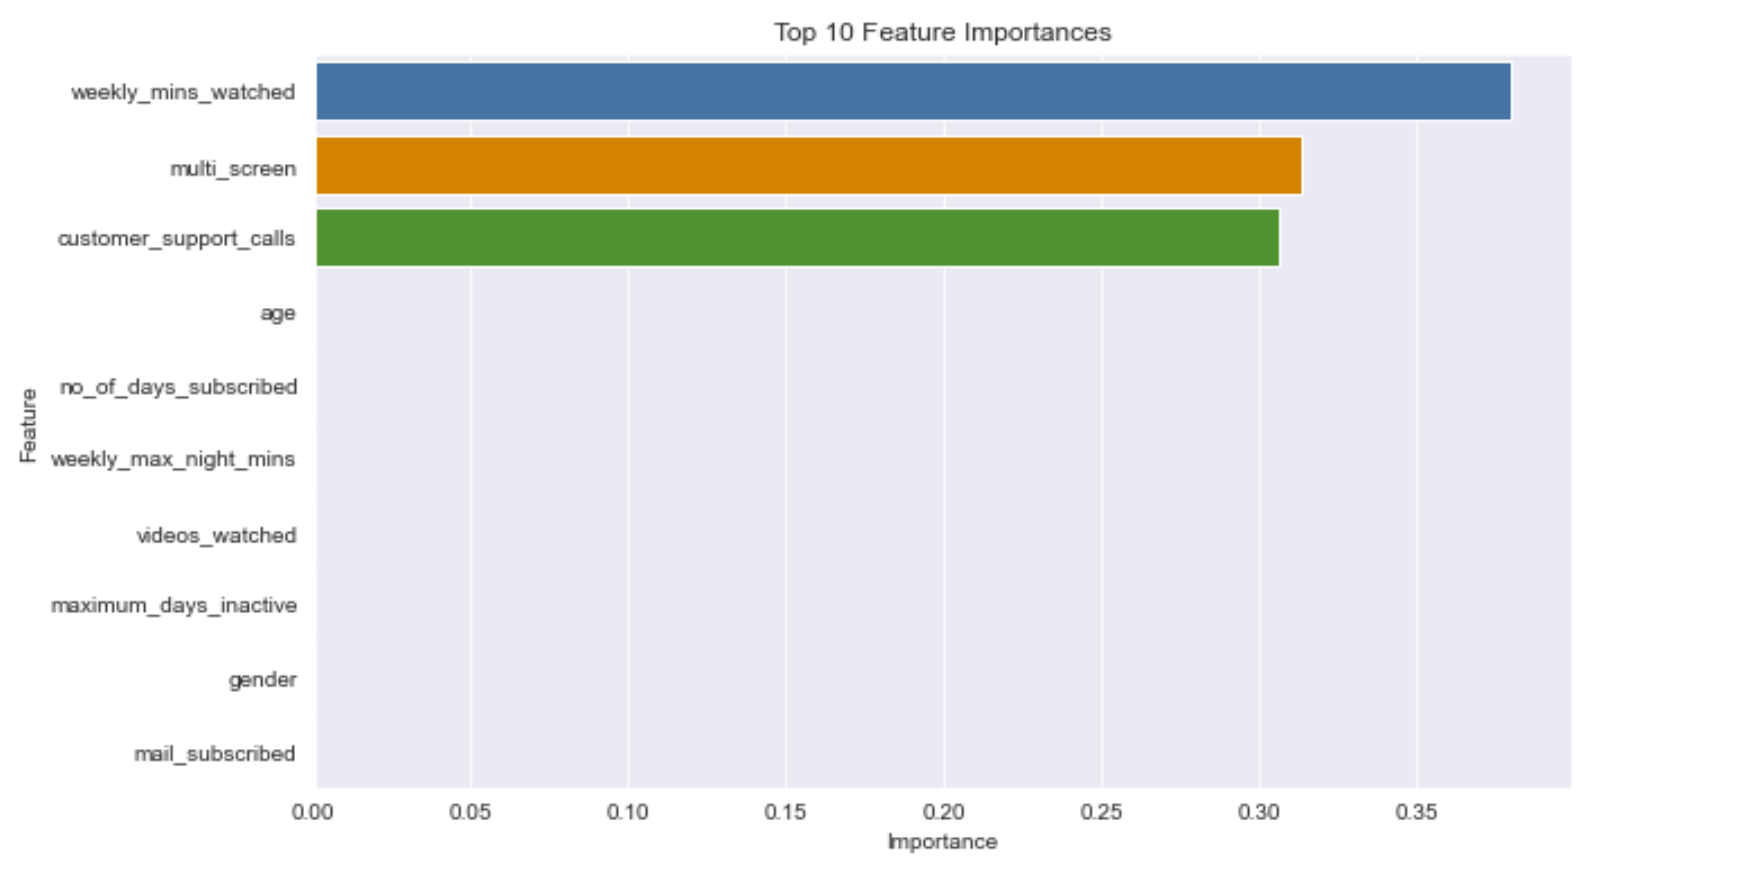 Top 10 Feature Importances
weekly_mins_watched
multi_screen
customer_support_calls
age
no_of_days_subscribed
weekly_max_night_mins
videos_watched
maximum_days_inactive
gender
mail_subscribed
Feature
0.00 0.05 0.10 0.15 0.20 0.25 0.30 0.35
Importance